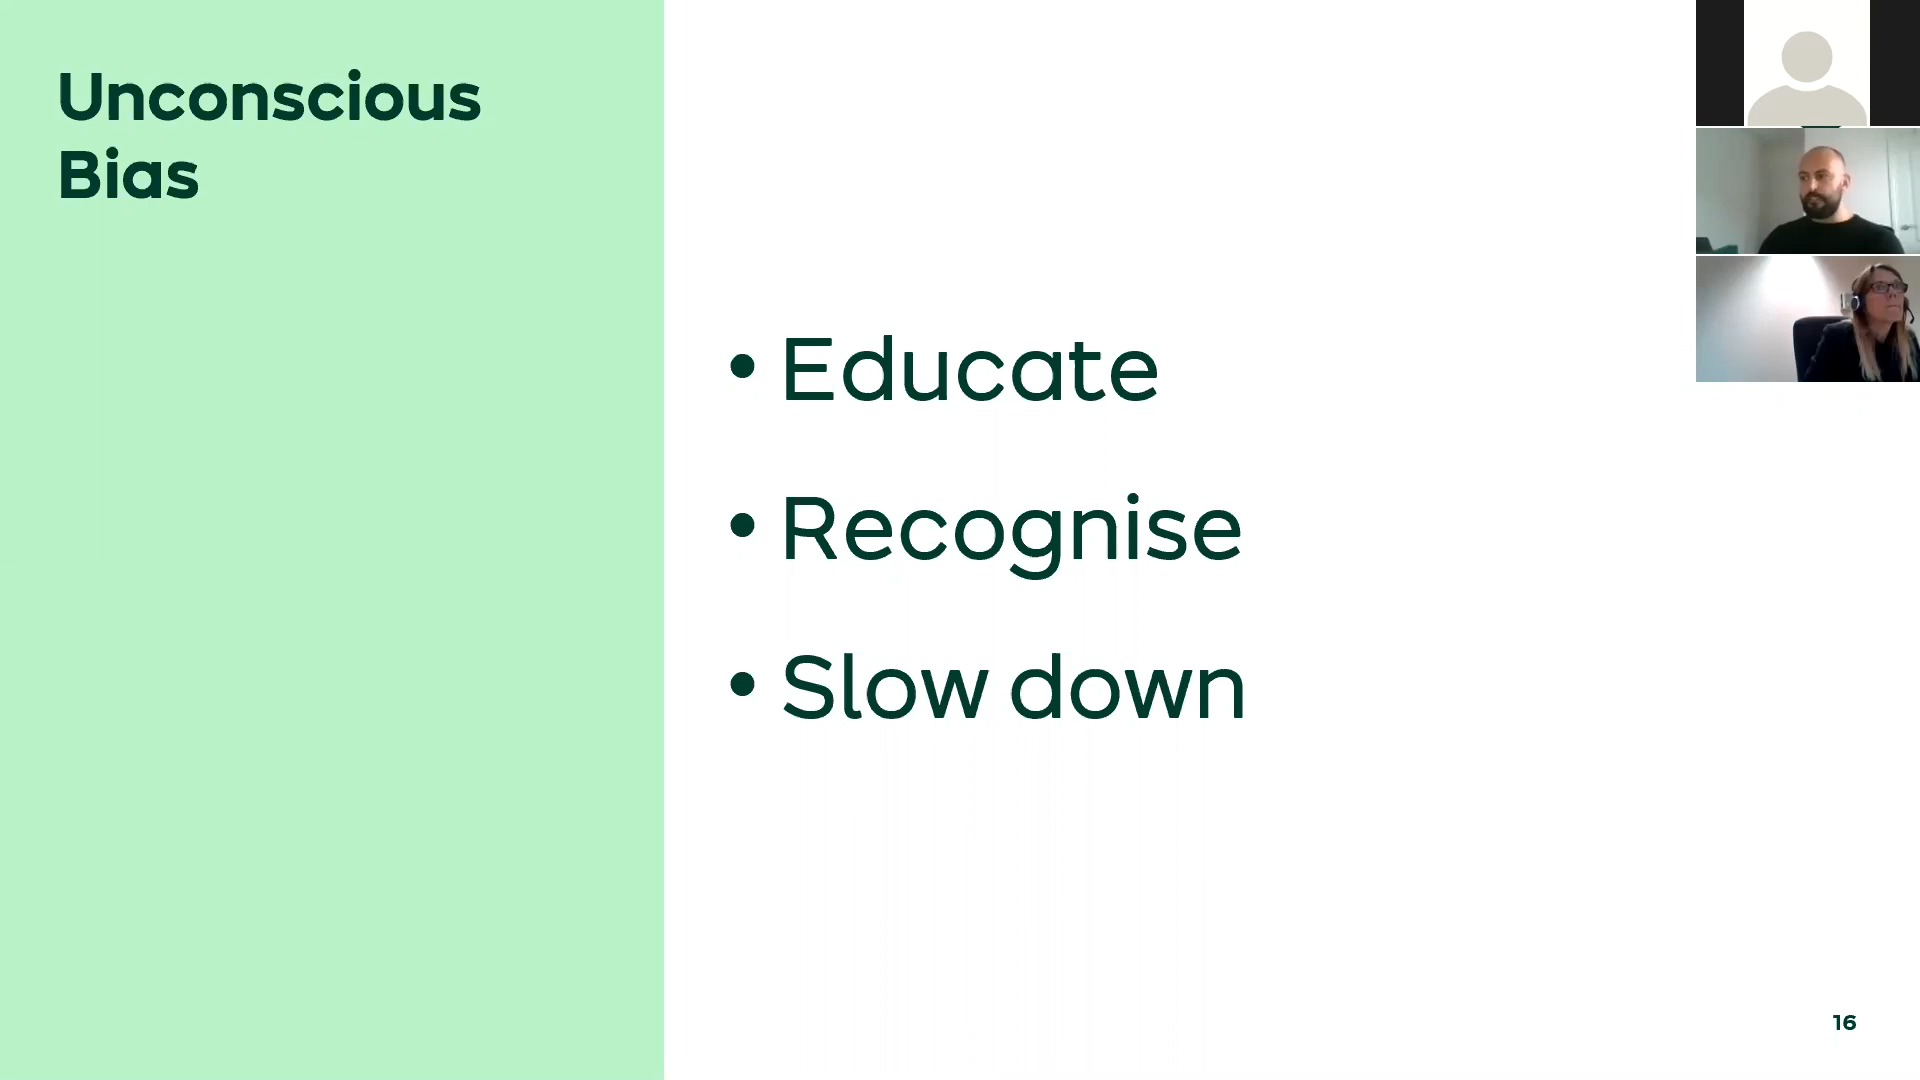 Unconscious
Bias
• Educate
• Recognise
• Slow down
16